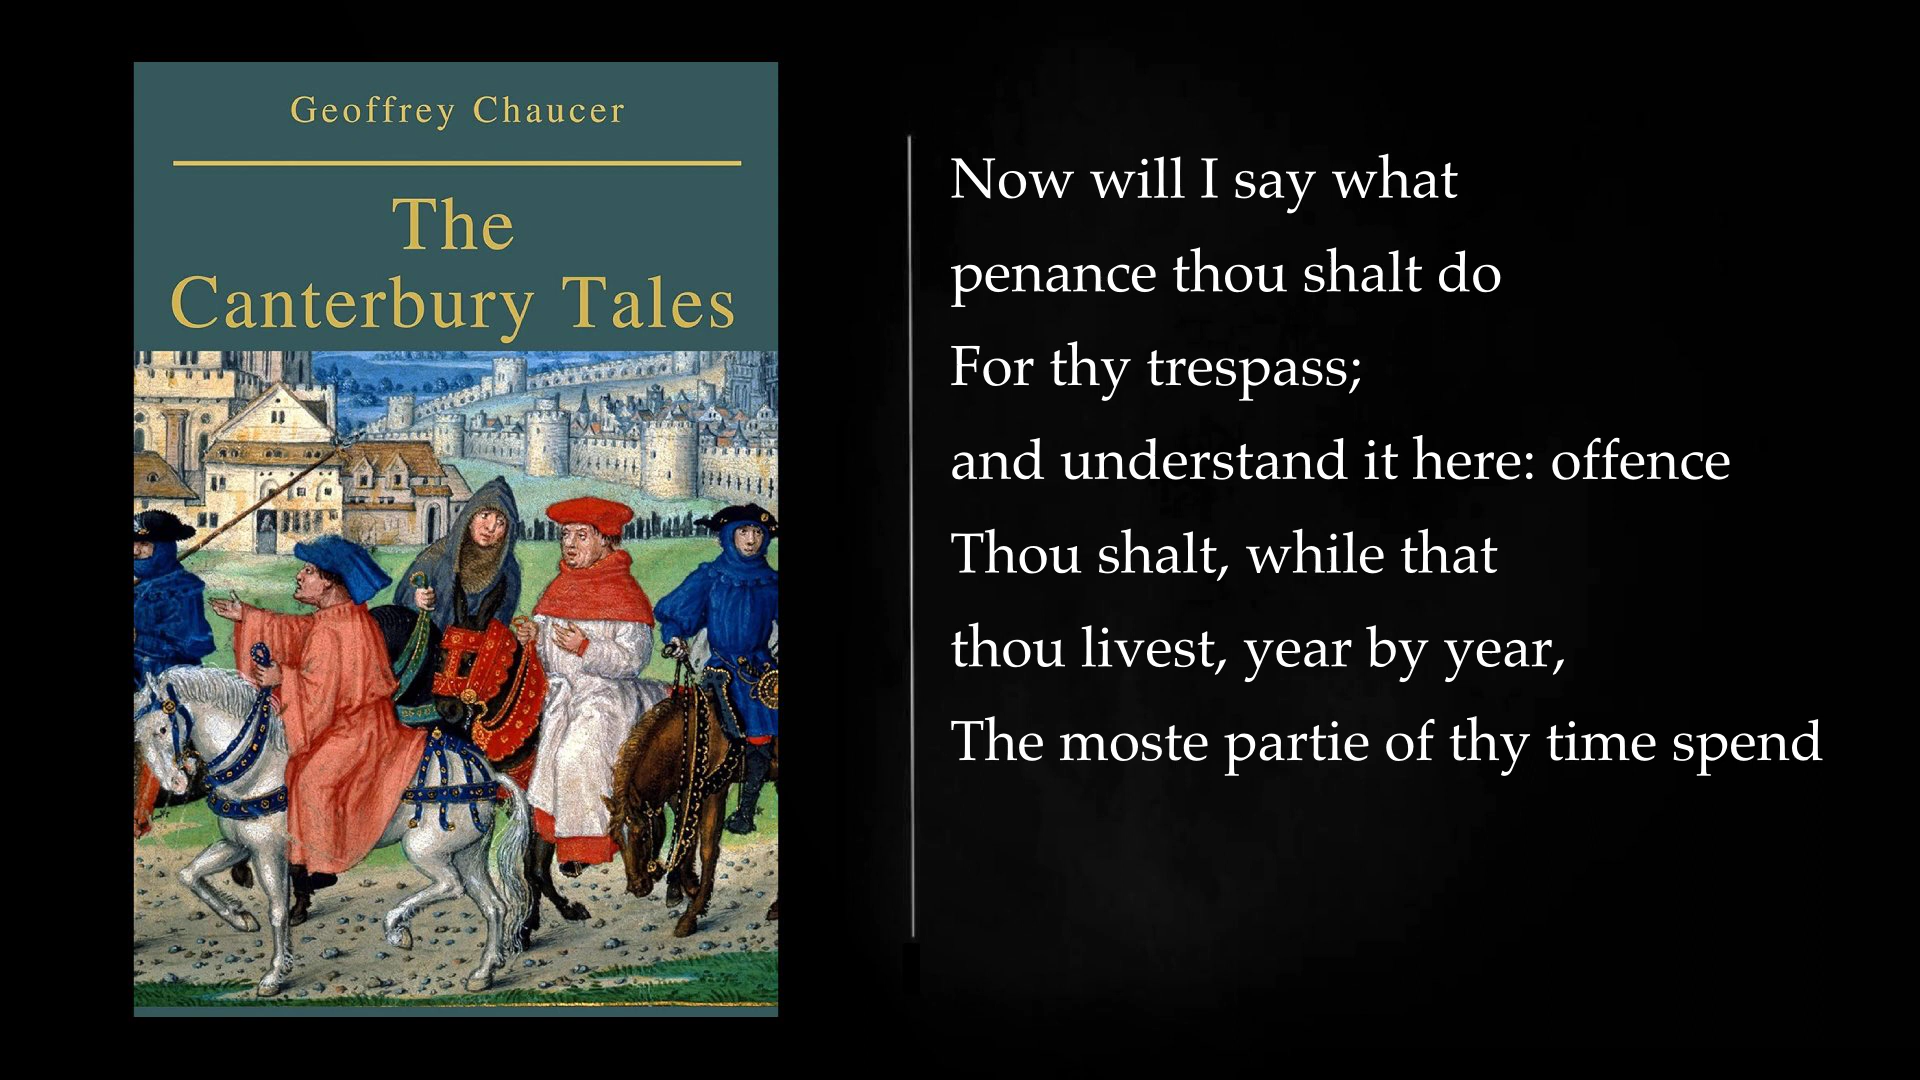 Geoffrey Chaucer
The
Canterbury Tales
Now will I say what
penance thou shalt do
For thy trespass;
and understand it here: offence
Thou shalt, while that
thou livest, year by year,
The moste partie of thy time spend